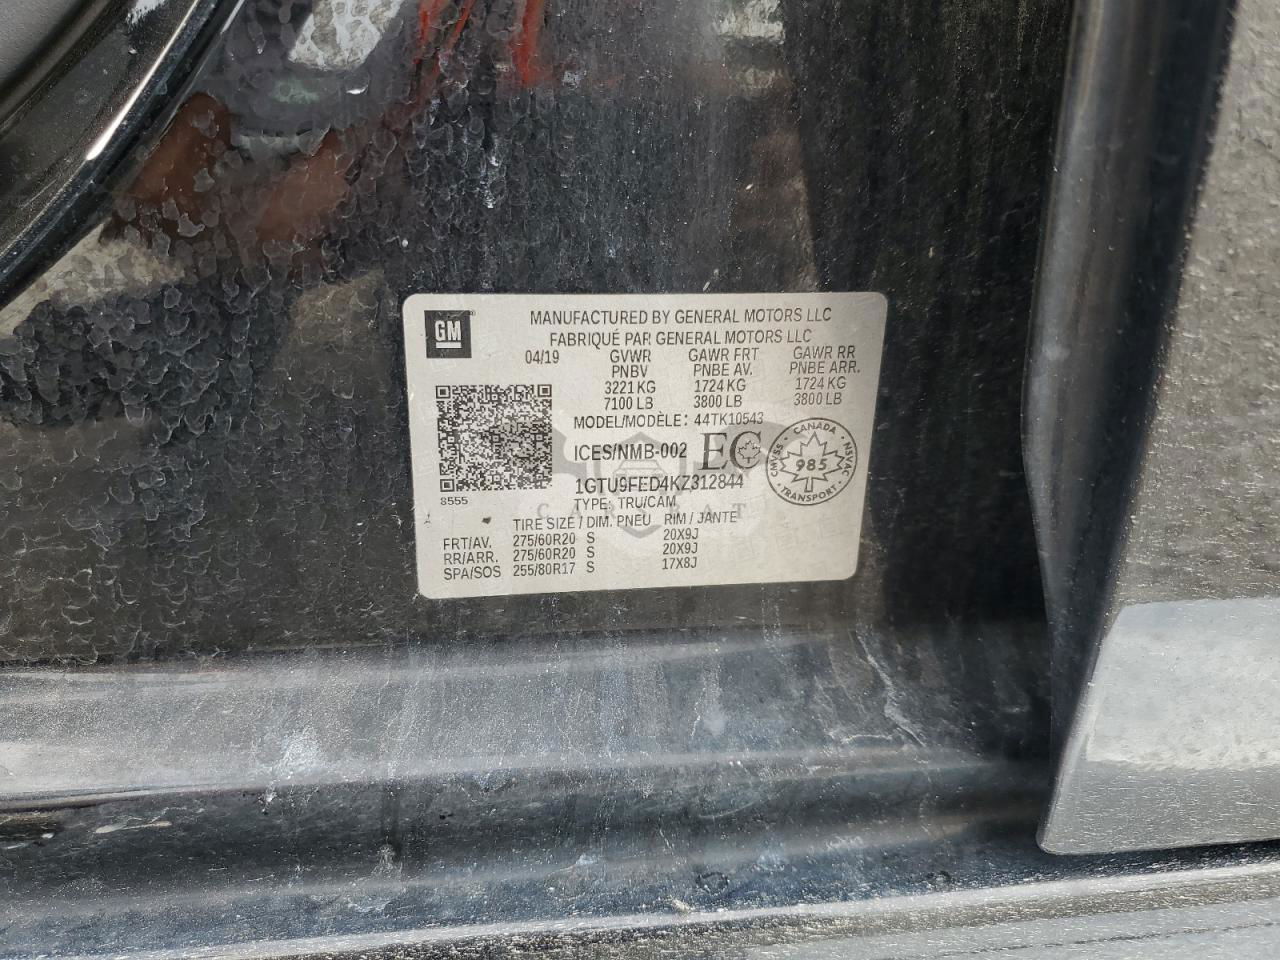 GM
MANUFACTURED BY GENERAL MOTORS LLC
FABRIQUÉ PAR GENERAL MOTORS LLC
04/19 GVWR GAWR FRT GAWR RR
PNBV PNBE AV. PNBE ARR.
3221 KG 1724 KG 1724 KG
7100 LB 3800 LB 3800 LB
MODEL/MODÈLE: 44TK10543
ICES/NMB-002 EC
CANADA
CMVSS 985 NSVAC
TRANSPORT
1GTU9FED4KZ312844
8555
TYPE: TRU/CAM
CARSSAT
TIRE SIZE / DIM. PNEU RIM / JANTE
FRT/AV. 275/60R20 S 20X9J
RR/ARR. 275/60R20 S 20X9J
SPA/SOS 255/80R17 S 17X8J